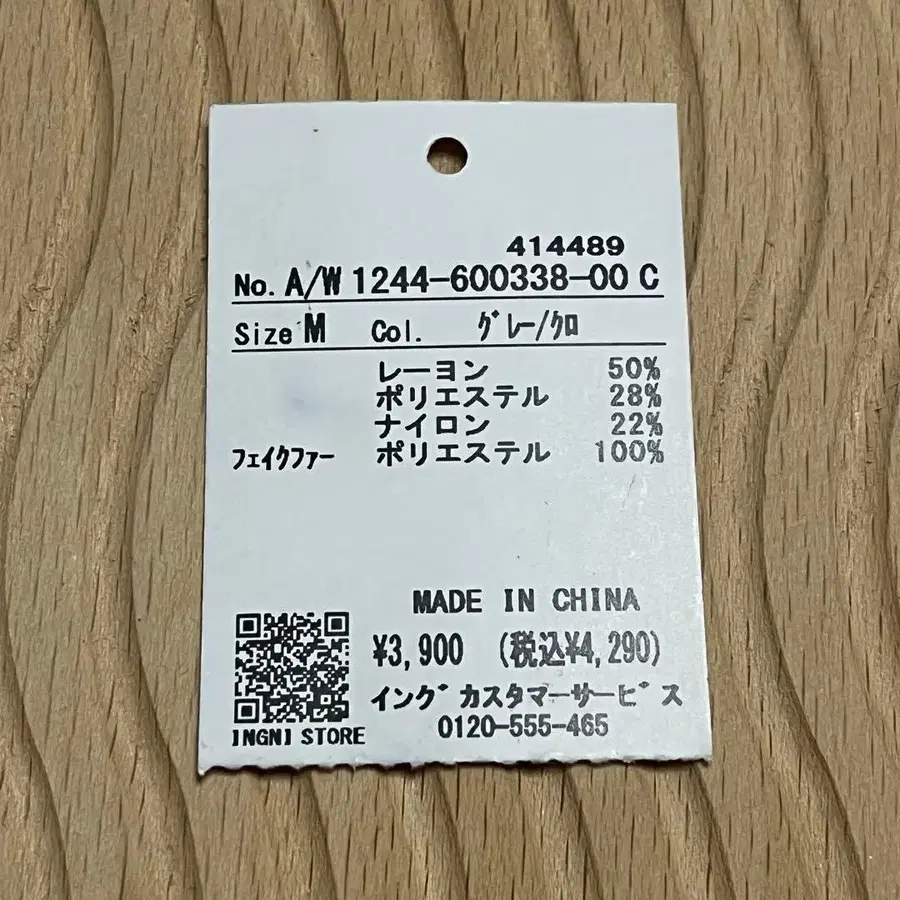 414489
No. A/W 1244-600338-00 C
Size M Col. ｸﾞﾚｰ/ｸﾛ
レーヨン 50%
ポリエステル 28%
ナイロン 22%
ﾌｪｲｸﾌｧｰ ポリエステル 100%
MADE IN CHINA
¥3,900 (税込¥4,290)
イングﾞ カスタマーサービﾞス
0120-555-465
INGNI STORE